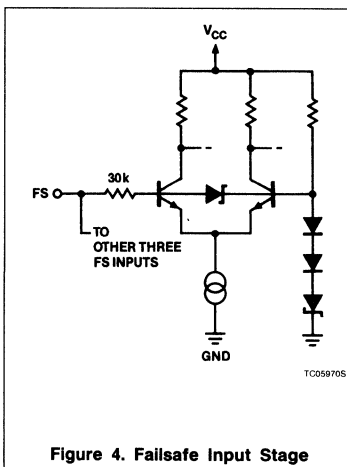 VCC
30k
FS
TO
OTHER THREE
FS INPUTS
GND
TC05970S
Figure 4. Failsafe Input Stage